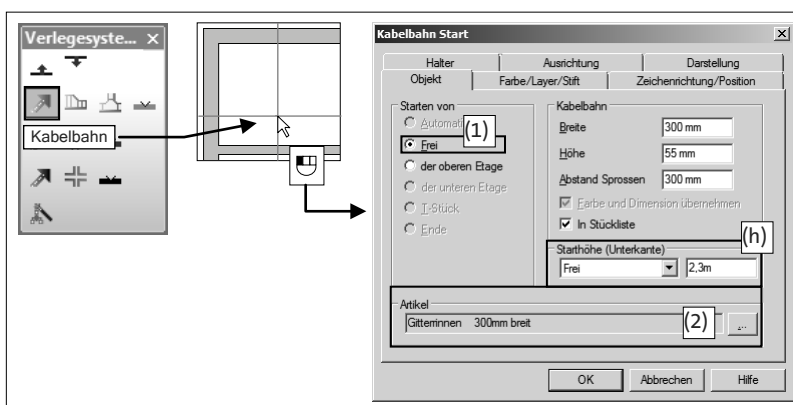 Verlegesyste... x
Kabelbahn
Kabelbahn Start
Halter
Ausrichtung
Darstellung
Objekt
Farbe/Layer/Stift
Zeichenrichtung/Position
Starten von
Automati
(1)
Frei
der oberen Etage
der unteren Etage
T-Stück
Ende
Kabelbahn
Breite
300 mm
Höhe
55 mm
Abstand Sprossen
300 mm
Farbe und Dimension übernehmen
In Stückliste
(h)
Starthöhe (Unterkante)
Frei
2,3m
Artikel
Gitterrinnen 300mm breit
(2)
...
OK
Abbrechen
Hilfe